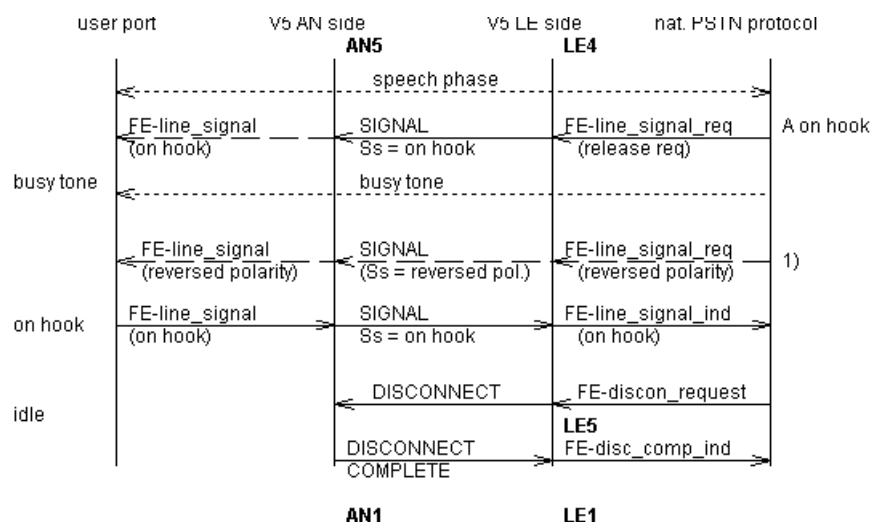 user port V5 AN side V5 LE side nat. PSTN protocol
AN5 LE4
speech phase
FE-line_signal SIGNAL FE-line_signal_req A on hook
(on hook) Ss = on hook (release req)
busy tone busy tone
FE-line_signal SIGNAL FE-line_signal_req 1)
(reversed polarity) (Ss = reversed pol.) (reversed polarity)
FE-line_signal SIGNAL FE-line_signal_ind
on hook (on hook) Ss = on hook (on hook)
DISCONNECT FE-discon_request
idle
LE5
DISCONNECT FE-disc_comp_ind
COMPLETE
AN1 LE1